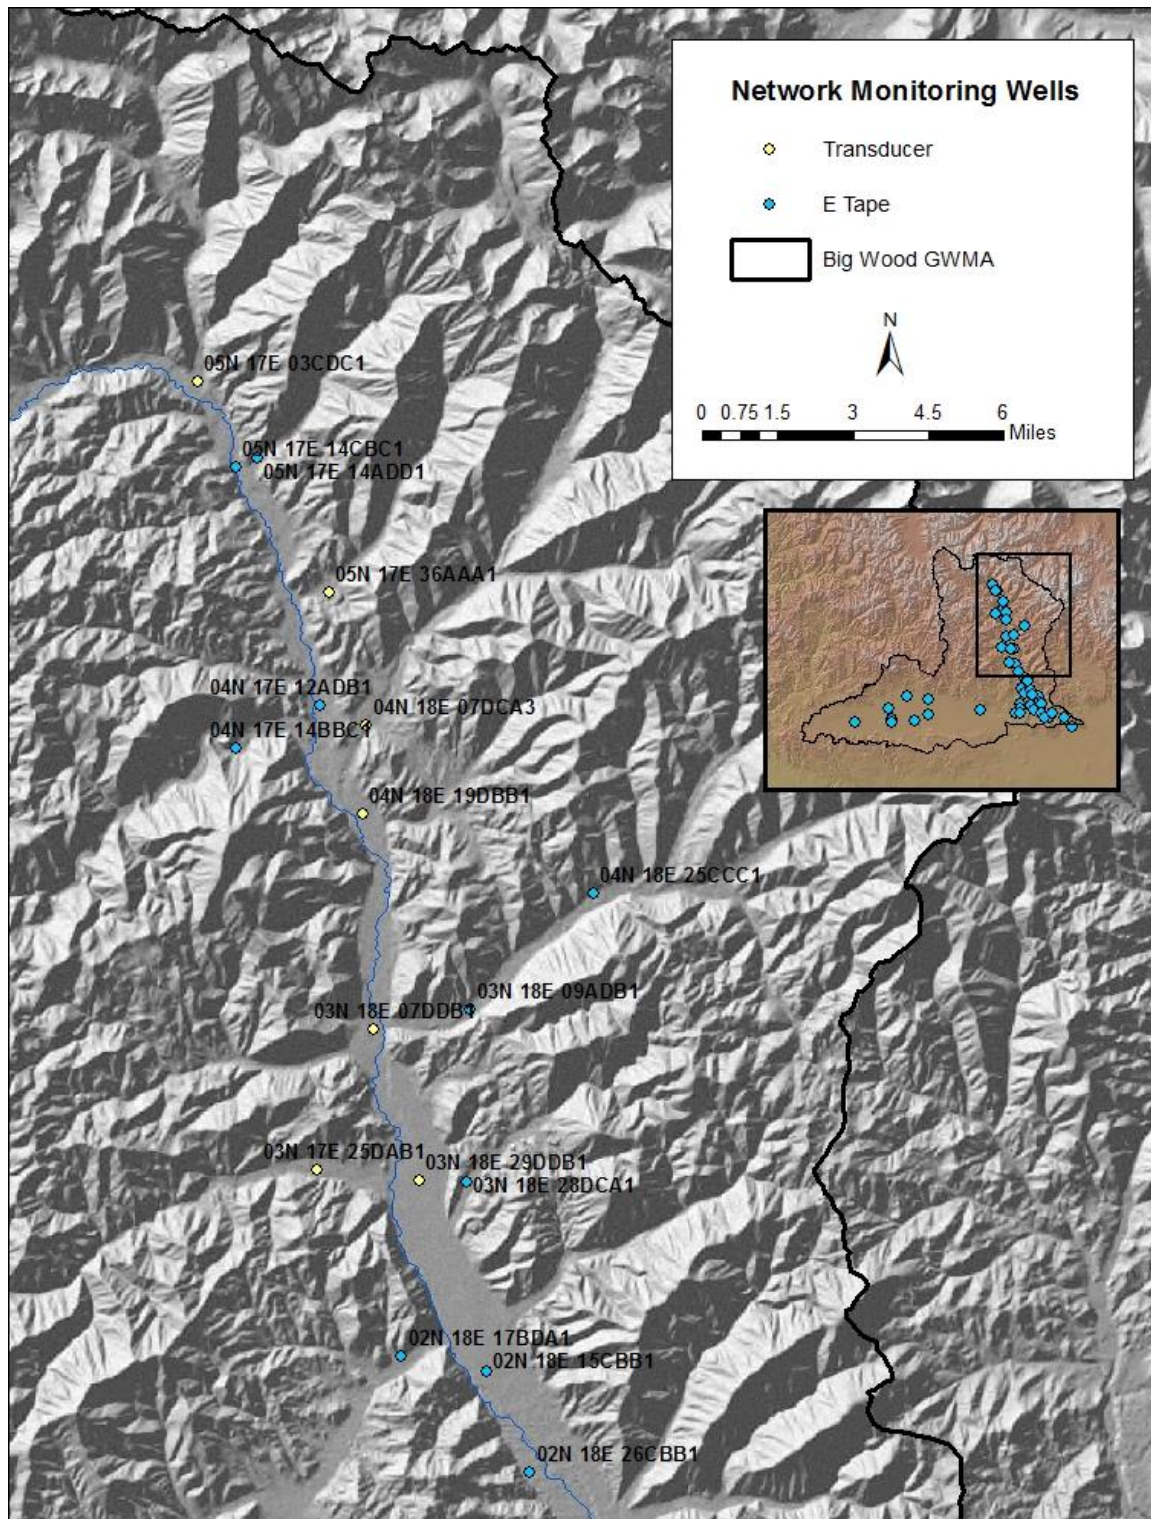 Network Monitoring Wells
Transducer
E Tape
Big Wood GWMA
N
0 0.75 1.5 3 4.5 6
Miles
05N 17E 03CDC1
05N 17E 14CBC1
05N 17E 14ADD1
05N 17E 36AAA1
04N 17E 12ADB1
04N 18E 07DCA3
04N 17E 14BBC1
04N 18E 19DBB1
04N 18E 25CCC1
03N 18E 09ADB1
03N 18E 07DDB1
03N 17E 25DAB1
03N 18E 29DDB1
03N 18E 28DCA1
02N 18E 17BDA1
02N 18E 15CBB1
02N 18E 26CBB1